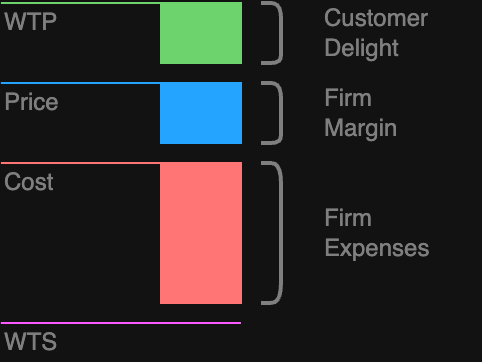 WTP
Customer
Delight
Price
Firm
Margin
Cost
Firm
Expenses
WTS